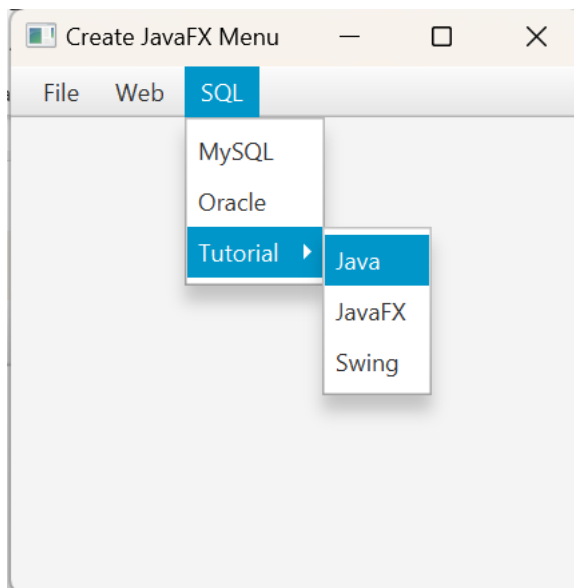 Create JavaFX Menu
File Web SQL
MySQL
Oracle
Tutorial
Java
JavaFX
Swing